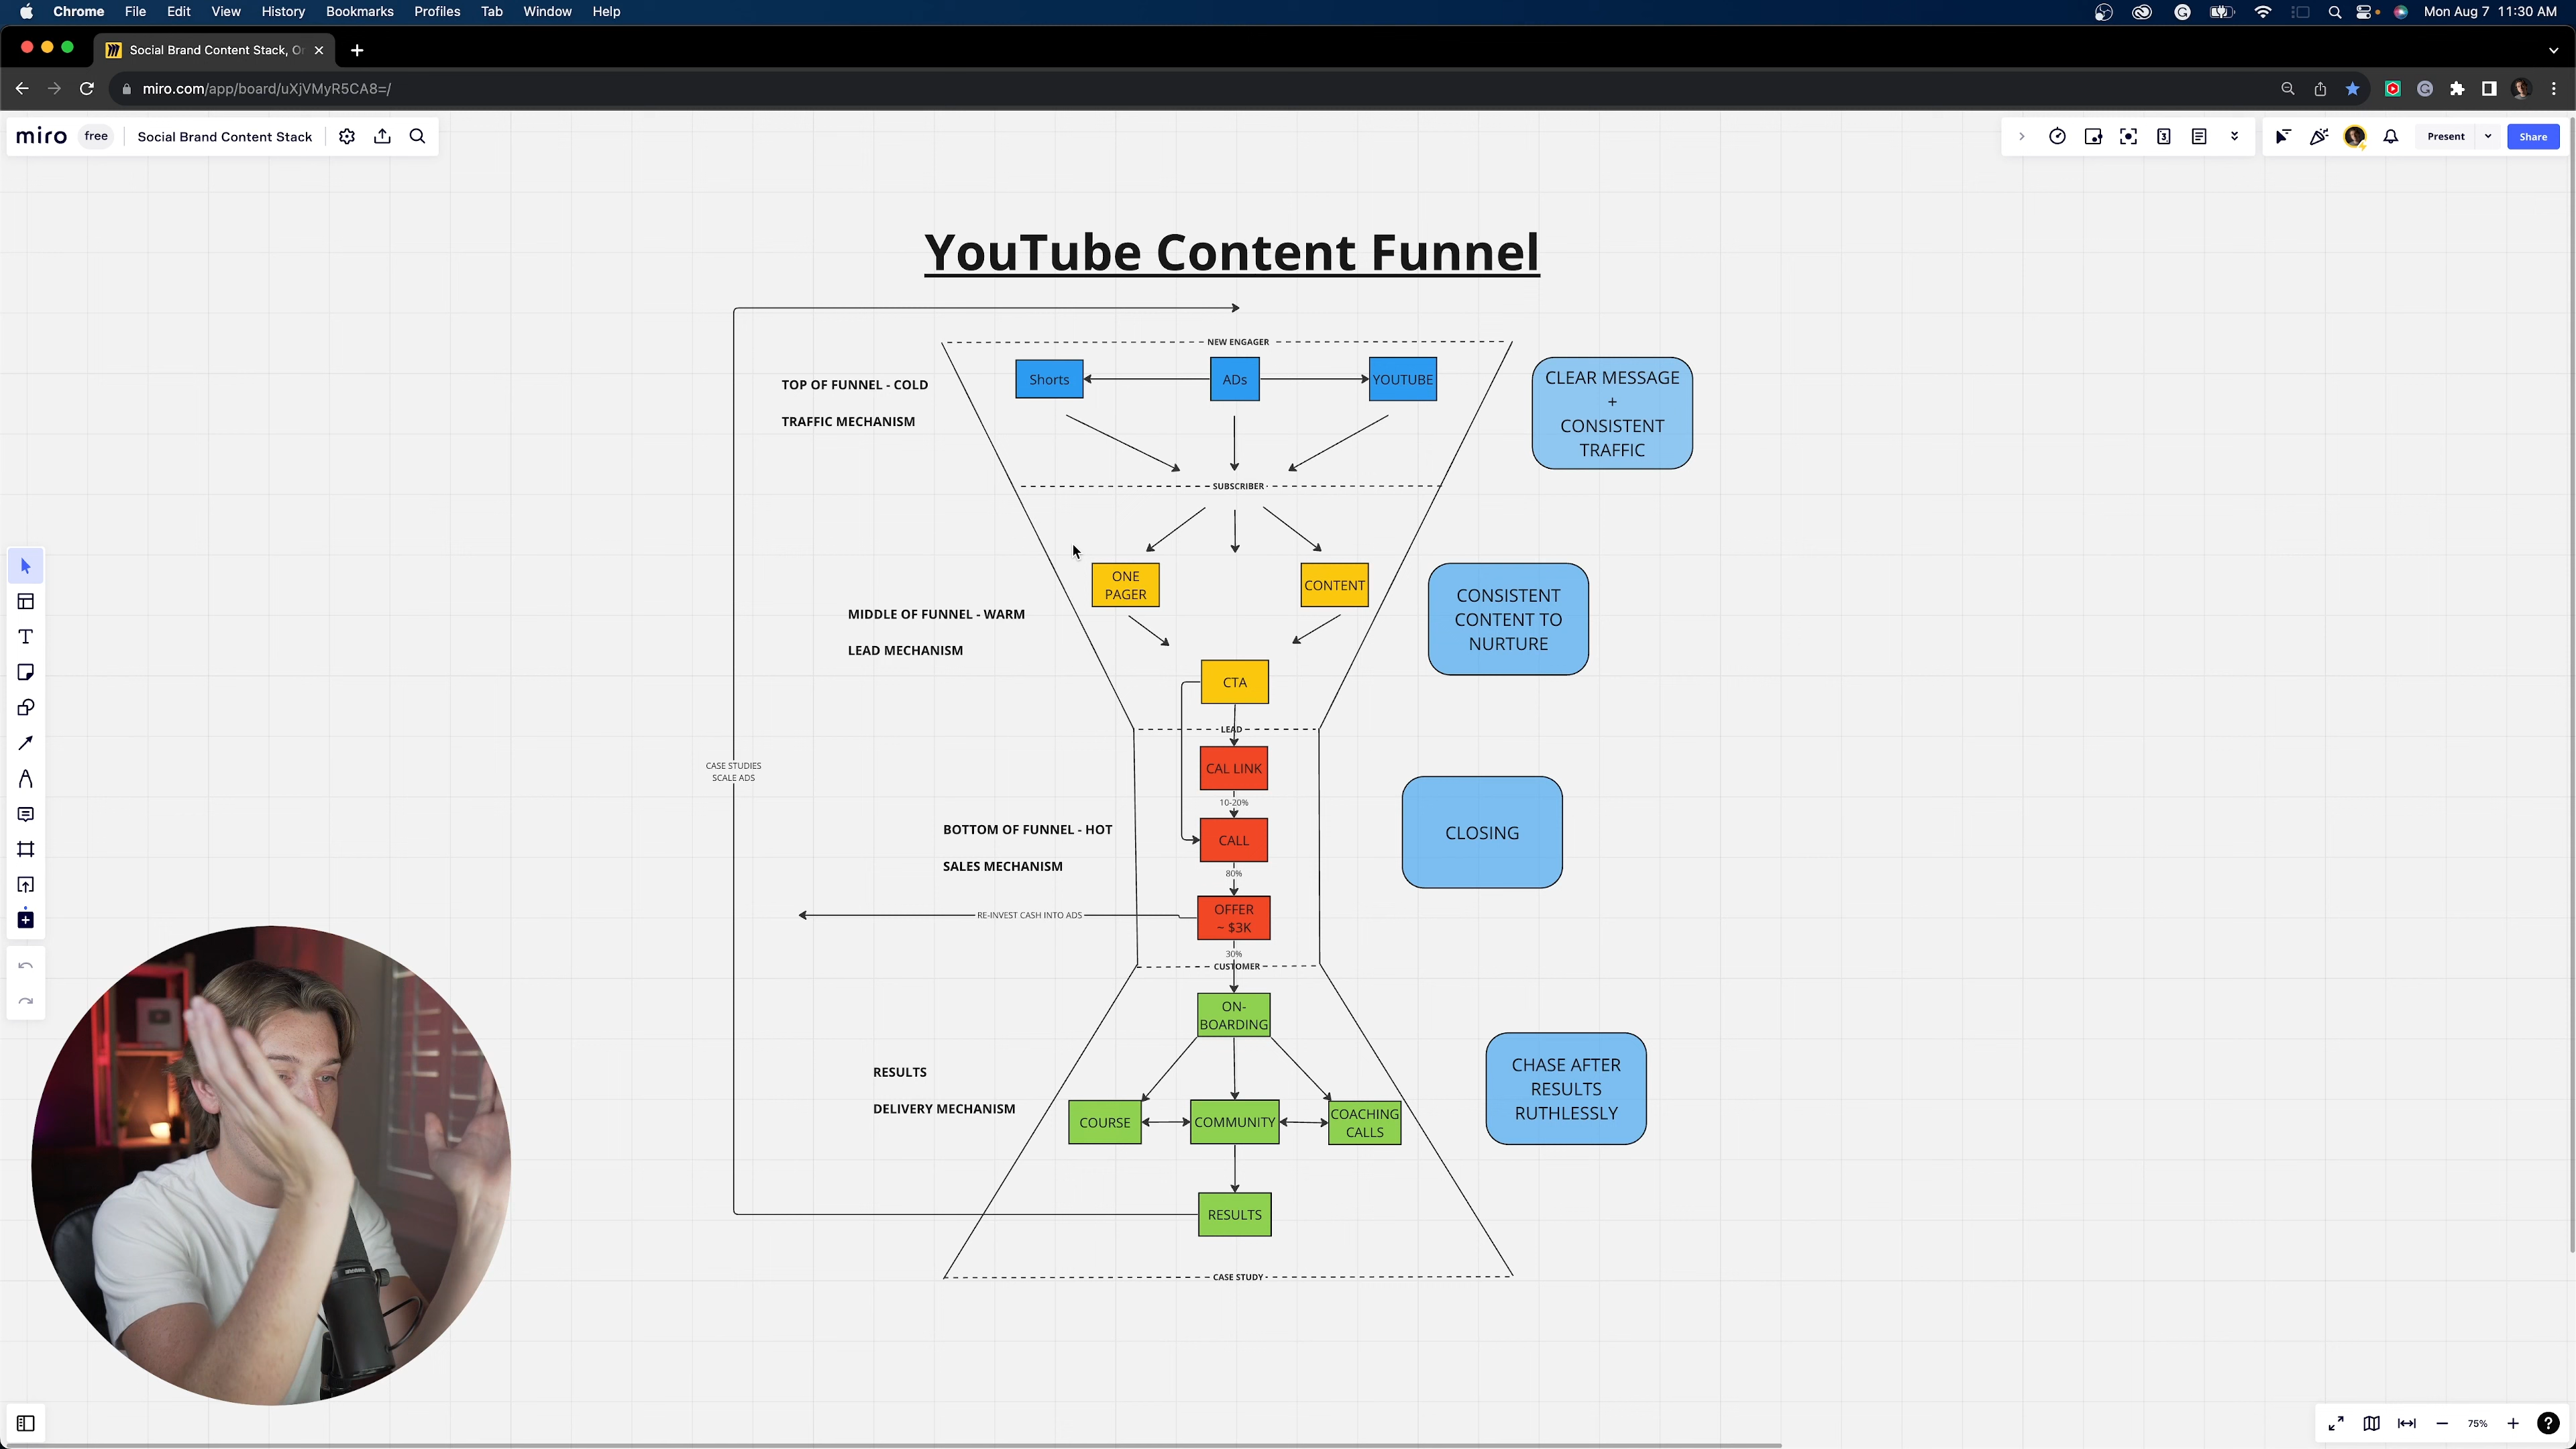 Chrome File Edit View History Bookmarks Profiles Tab Window Help
Mon Aug 7 11:30 AM
Social Brand Content Stack, Or
miro.com/app/board/uXjVMyR5CA8=/
miro free Social Brand Content Stack
Present
Share
YouTube Content Funnel
NEW ENGAGER
Shorts
ADs
YOUTUBE
TOP OF FUNNEL - COLD
TRAFFIC MECHANISM
CLEAR MESSAGE
+
CONSISTENT
TRAFFIC
SUBSCRIBER
ONE
PAGER
CONTENT
MIDDLE OF FUNNEL - WARM
LEAD MECHANISM
CONSISTENT
CONTENT TO
NURTURE
CTA
LEAD
CAL LINK
CASE STUDIES
SCALE ADS
10-20%
BOTTOM OF FUNNEL - HOT
SALES MECHANISM
CALL
CLOSING
80%
OFFER
~ $3K
RE-INVEST CASH INTO ADS
30%
CUSTOMER
ON-
BOARDING
RESULTS
DELIVERY MECHANISM
COURSE
COMMUNITY
COACHING
CALLS
CHASE AFTER
RESULTS
RUTHLESSLY
RESULTS
CASE STUDY
75%